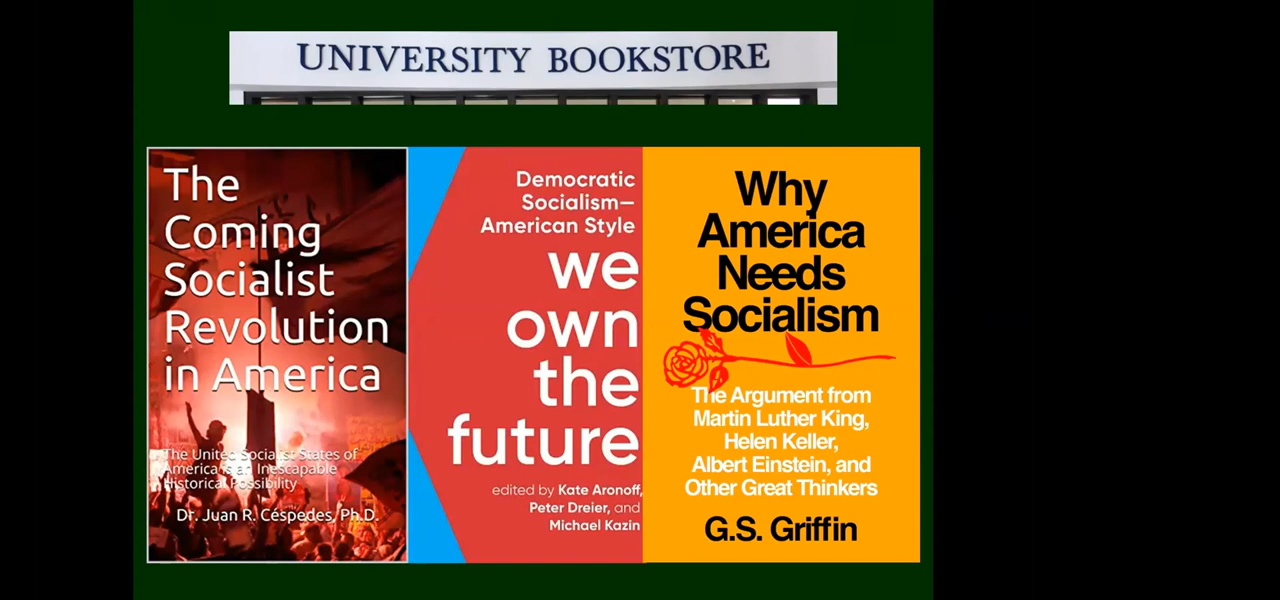 UNIVERSITY BOOKSTORE
The
Coming
Socialist
Revolution
in America
The United Socialist States of
America is an Inescapable
Historical Possibility
Dr. Juan R. Céspedes, Ph.D.
Democratic
Socialism—
American Style
we
own
the
future
edited by Kate Aronoff,
Peter Dreier, and
Michael Kazin
Why
America
Needs
Socialism
The Argument from
Martin Luther King,
Helen Keller,
Albert Einstein, and
Other Great Thinkers
G.S. Griffin